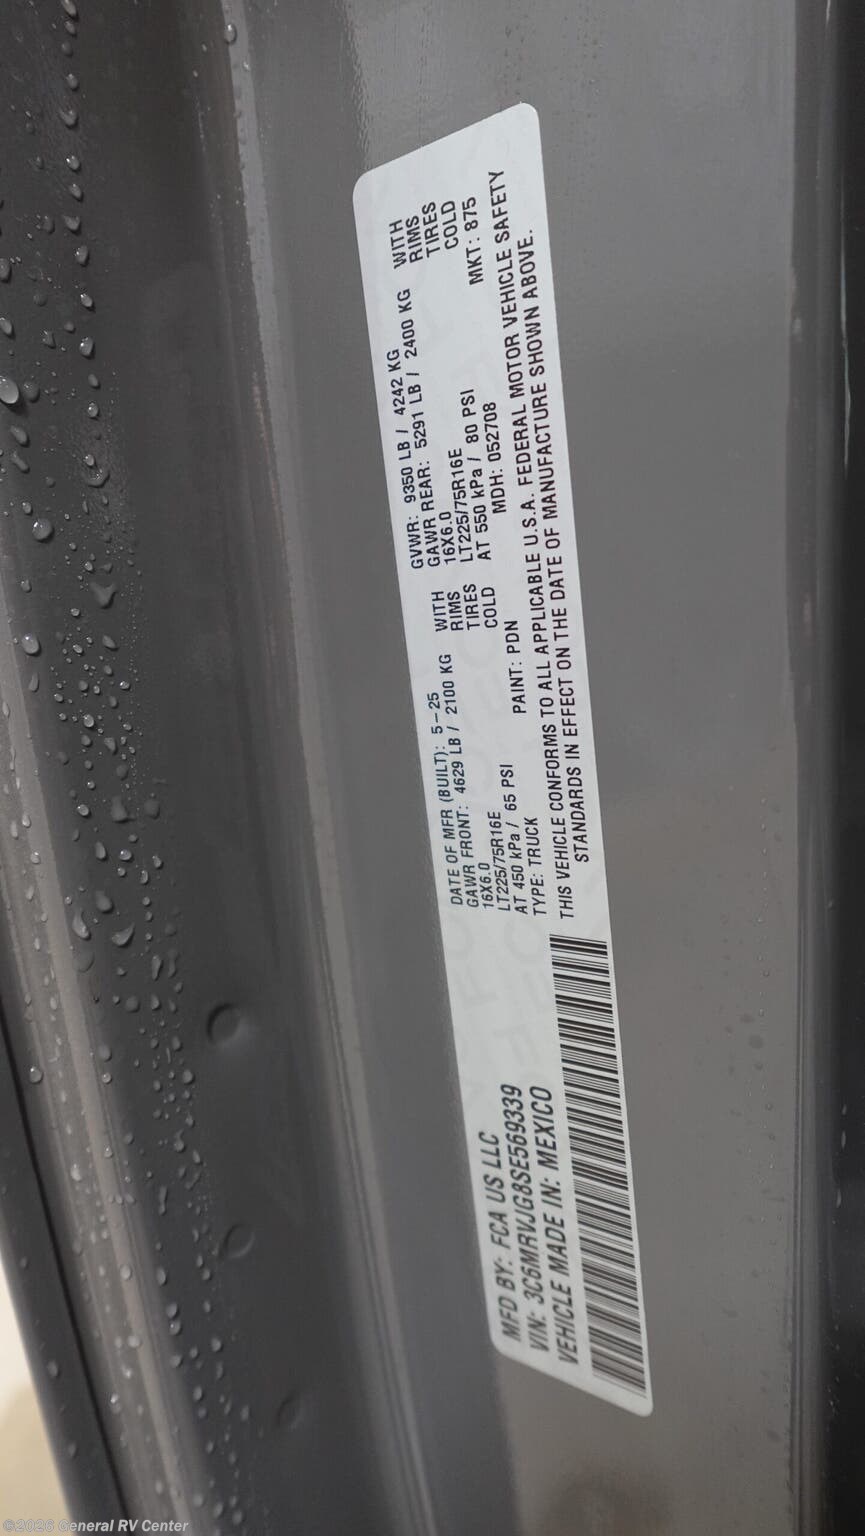 MFD BY: FCA US LLC
VIN: 3C6MRVJG8SE569339
VEHICLE MADE IN: MEXICO
DATE OF MFR (BUILT): 5-25 GVWR: 9350 LB / 4242 KG
GAWR FRONT: 4629 LB / 2100 KG WITH GAWR REAR: 5291 LB / 2400 KG WITH
16X6.0 RIMS 16X6.0 RIMS
LT225/75R16E TIRES LT225/75R16E TIRES
AT 450 kPa / 65 PSI COLD AT 550 kPa / 80 PSI COLD
TYPE: TRUCK PAINT: PDN MDH: 052708 MKT: 875
THIS VEHICLE CONFORMS TO ALL APPLICABLE U.S.A. FEDERAL MOTOR VEHICLE SAFETY
STANDARDS IN EFFECT ON THE DATE OF MANUFACTURE SHOWN ABOVE.
©2026 General RV Center